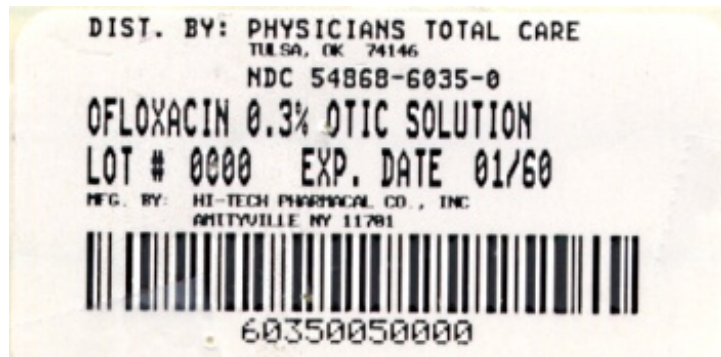 DIST. BY: PHYSICIANS TOTAL CARE
TULSA, OK 74146
NDC 54868-6035-0
OFLOXACIN 0.3% OTIC SOLUTION
LOT # 0000 EXP. DATE 01/60
MFG. BY: HI-TECH PHARMACAL CO., INC
AMITYVILLE NY 11701
60350050000